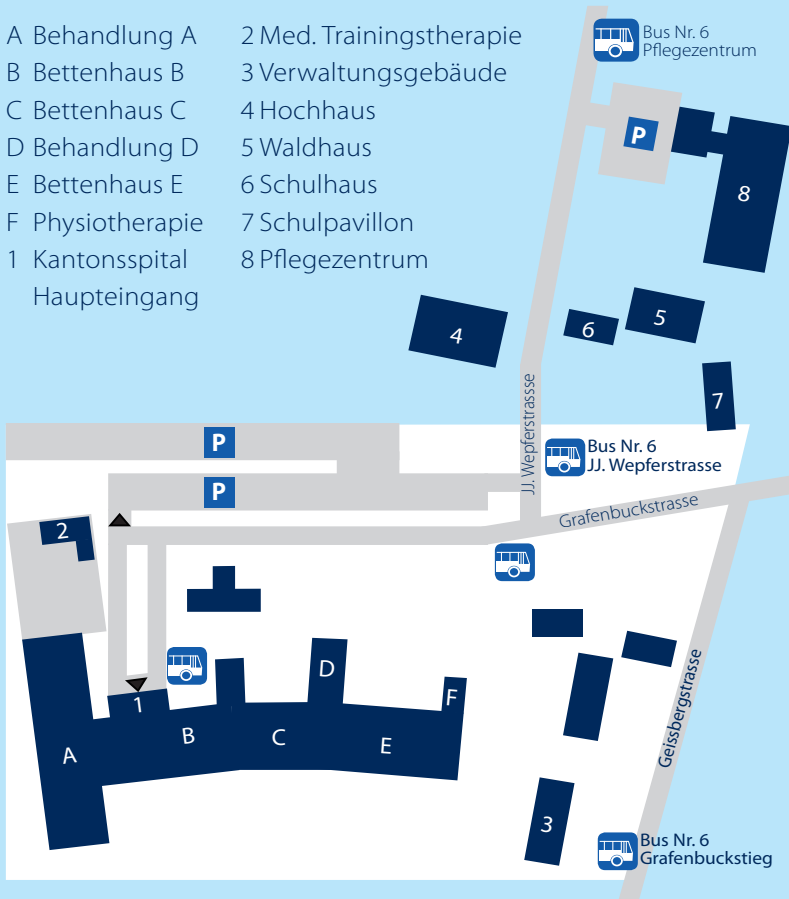 A Behandlung A
B Bettenhaus B
C Bettenhaus C
D Behandlung D
E Bettenhaus E
F Physiotherapie
1 Kantonsspital
Haupteingang
2 Med. Trainingstherapie
3 Verwaltungsgebäude
4 Hochhaus
5 Waldhaus
6 Schulhaus
7 Schulpavillon
8 Pflegezentrum
Bus Nr. 6
Pflegezentrum
P
8
4
6
5
7
P
P
JJ. Wepferstrassse
Bus Nr. 6
JJ. Wepferstrasse
Grafenbuckstrasse
2
1
A
B
C
D
E
F
Geissbergstrasse
3
Bus Nr. 6
Grafenbuckstieg